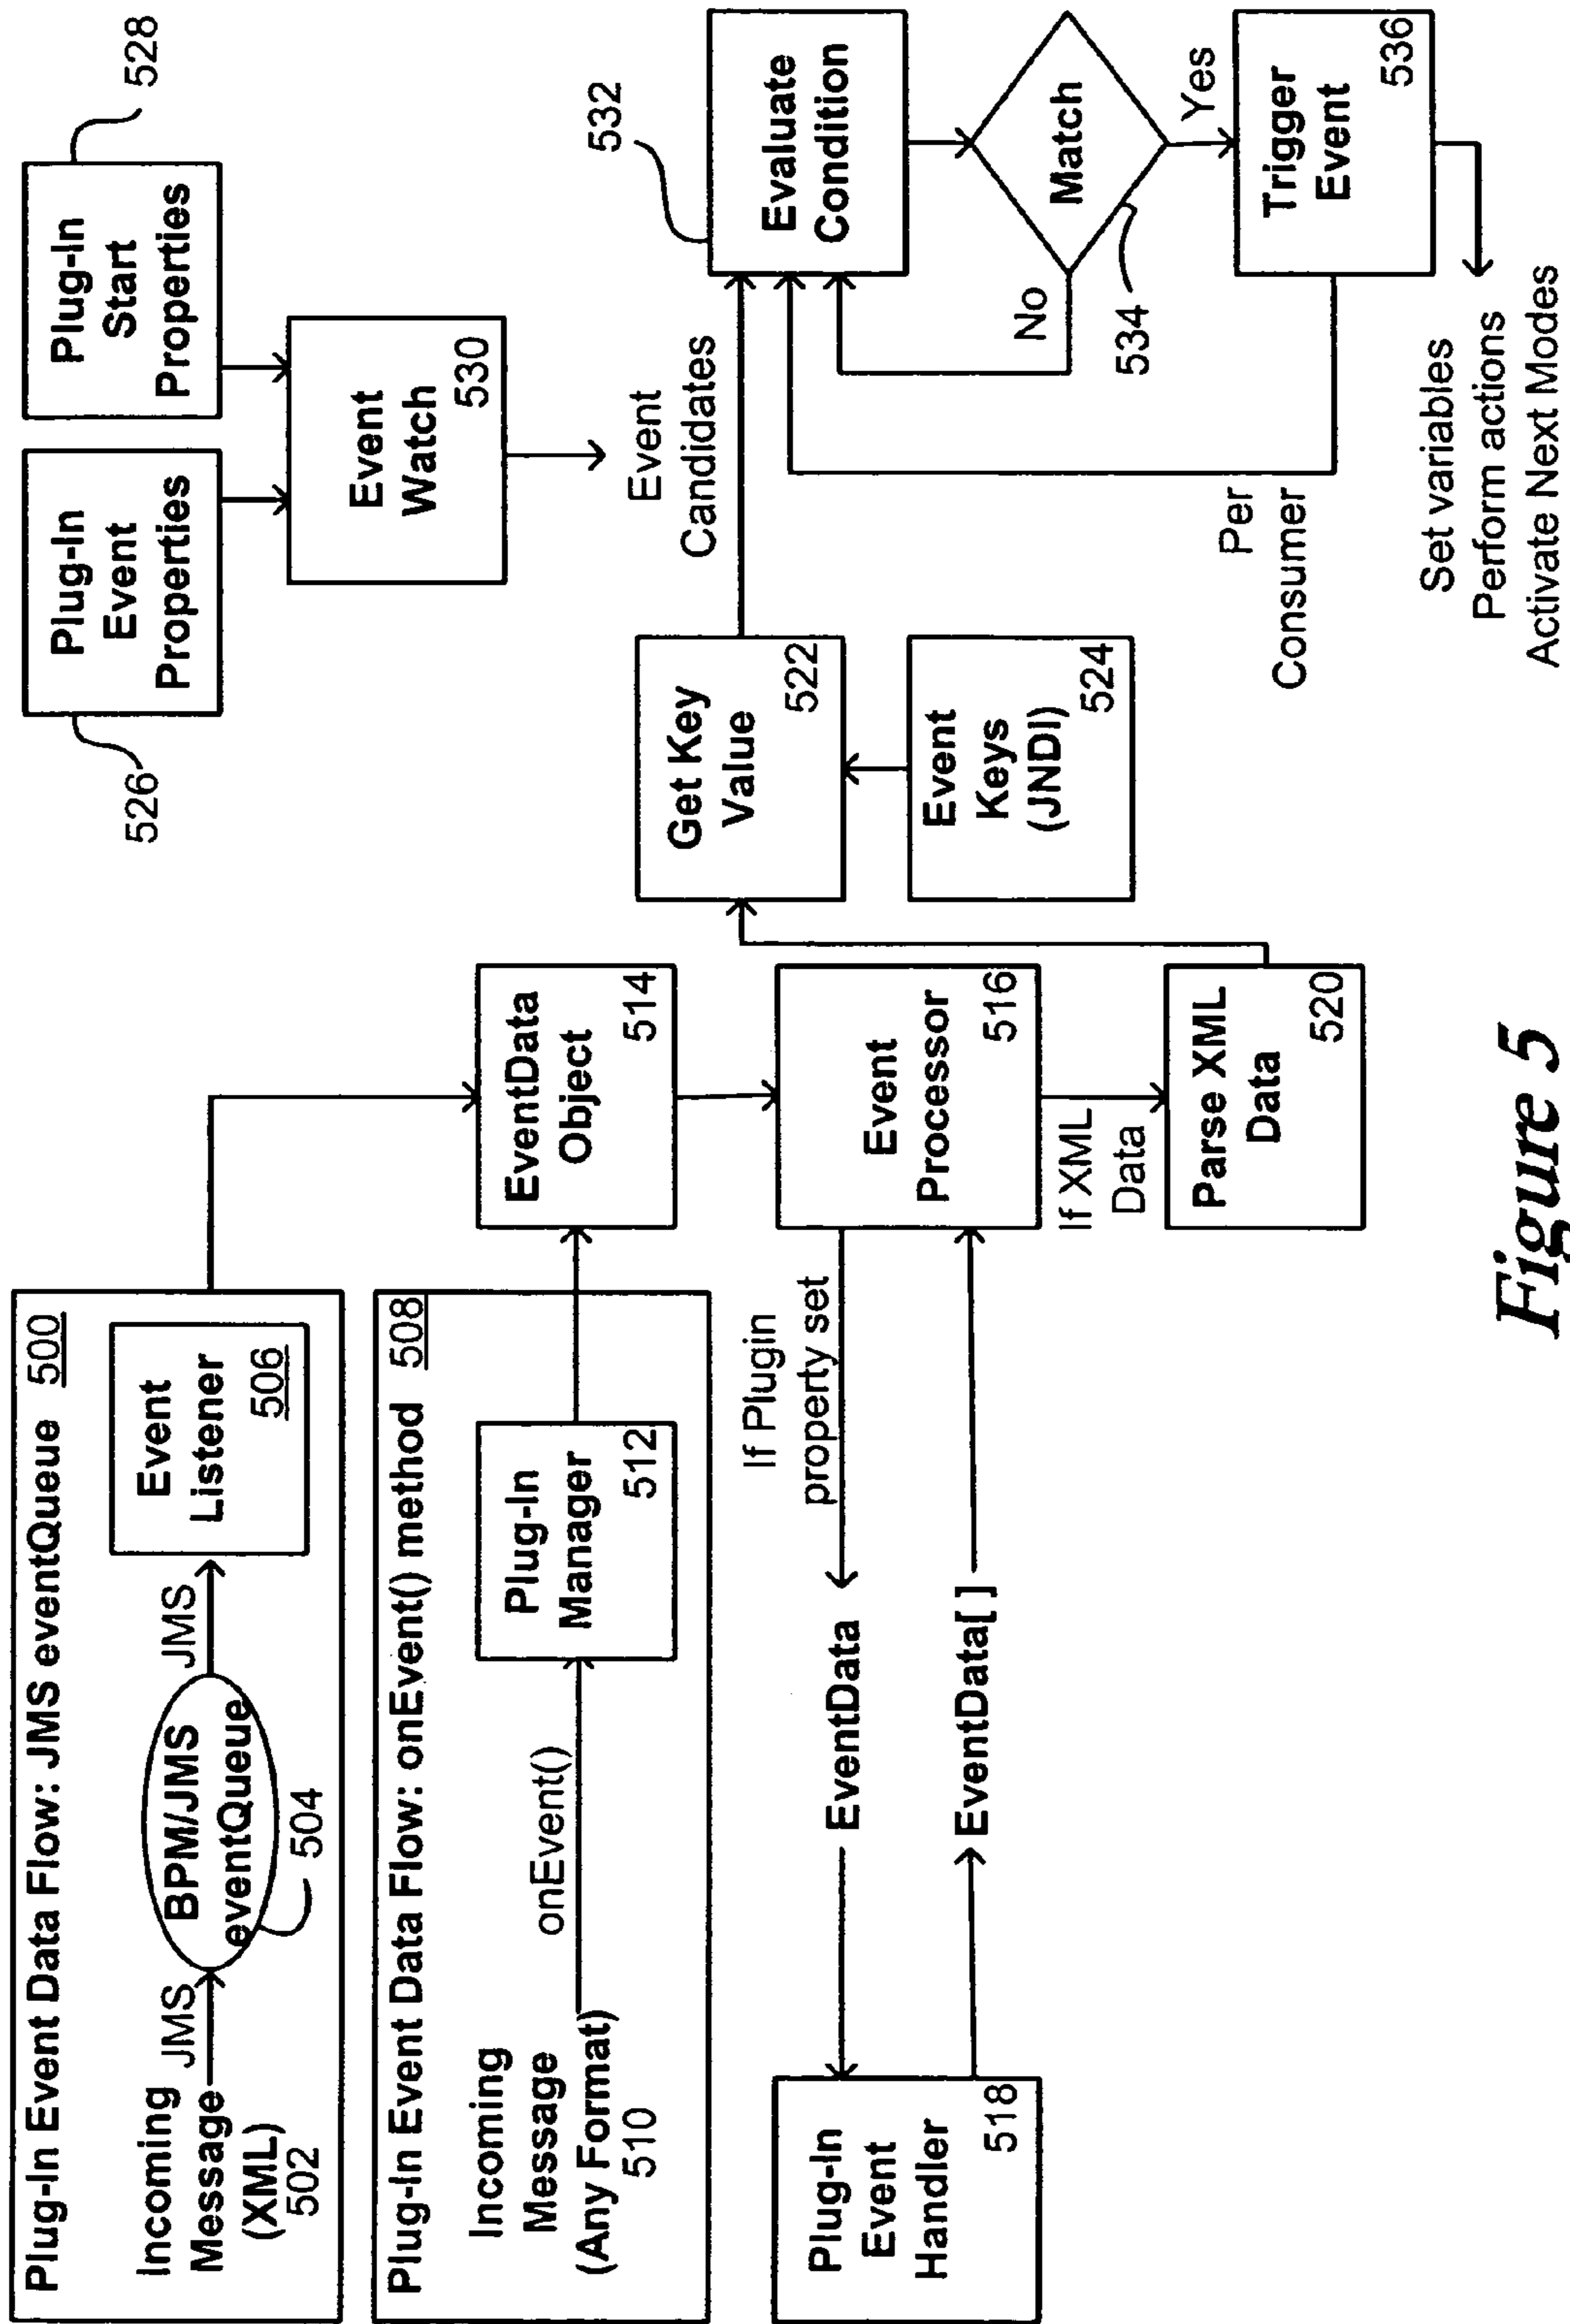 Plug-In Event Data Flow: JMS eventQueue 500
Incoming
Message
(XML)
502
JMS
BPM/JMS
eventQueue
504
JMS
Event
Listener
506
Plug-In Event Data Flow: onEvent() method 508
Incoming
Message
(Any Format)
510
onEvent()
Plug-In
Manager
512
EventData
Object
514
Event
Processor
516
If Plugin
property set
EventData
EventData[ ]
Plug-In
Event
Handler
518
If XML
Data
Parse XML
Data
520
Get Key
Value
522
Event
Keys
(JNDI)
524
526
Plug-In
Event
Properties
Plug-In
Start
Properties
528
Event
Watch
530
Event
Candidates
532
Evaluate
Condition
Match
534
No
Yes
Trigger
Event
536
Per
Consumer
Set variables
Perform actions
Activate Next Modes
Figure 5